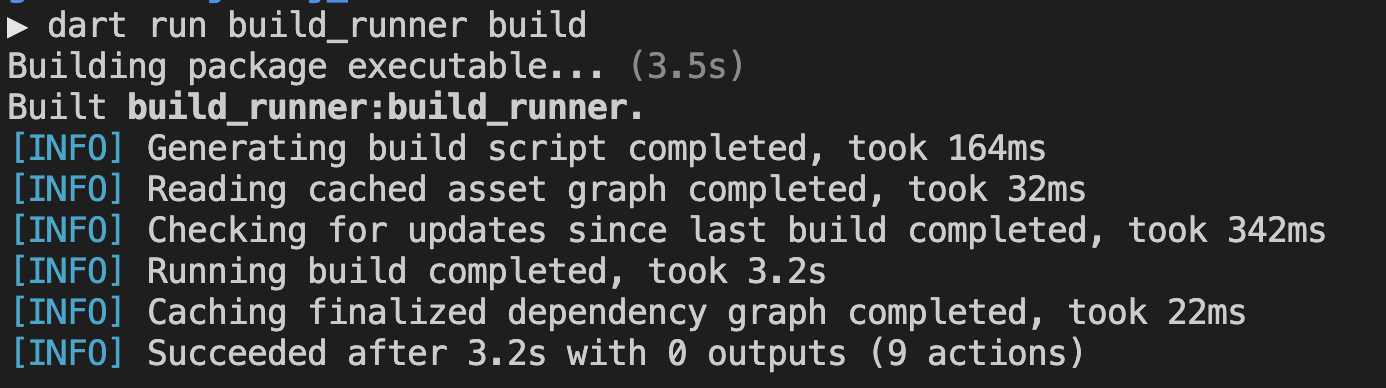 ▶ dart run build_runner build
Building package executable... (3.5s)
Built build_runner:build_runner.
[INFO] Generating build script completed, took 164ms
[INFO] Reading cached asset graph completed, took 32ms
[INFO] Checking for updates since last build completed, took 342ms
[INFO] Running build completed, took 3.2s
[INFO] Caching finalized dependency graph completed, took 22ms
[INFO] Succeeded after 3.2s with 0 outputs (9 actions)